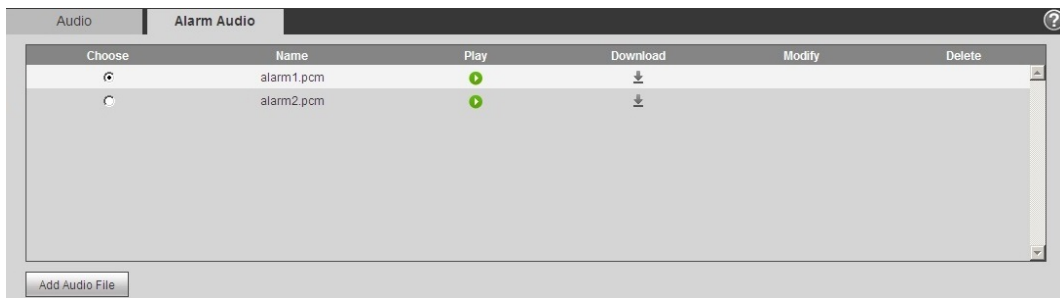 Audio Alarm Audio ?
Choose Name Play Download Modify Delete
alarm1.pcm
alarm2.pcm
Add Audio File